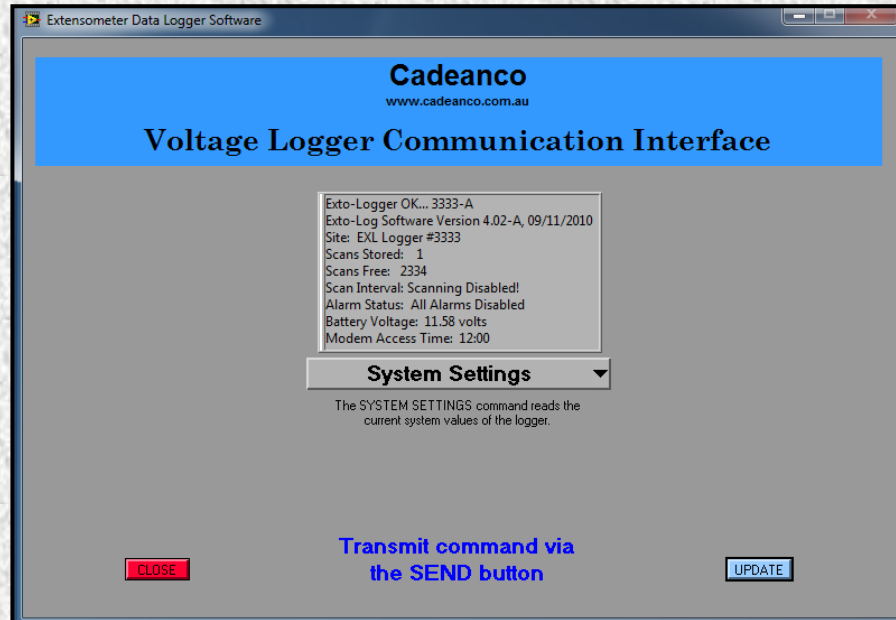 Extensometer Data Logger Software
Cadeanco
www.cadeanco.com.au
Voltage Logger Communication Interface
Exto-Logger OK... 3333-A
Exto-Log Software Version 4.02-A, 09/11/2010
Site: EXL Logger #3333
Scans Stored: 1
Scans Free: 2334
Scan Interval: Scanning Disabled!
Alarm Status: All Alarms Disabled
Battery Voltage: 11.58 volts
Modem Access Time: 12:00
System Settings
The SYSTEM SETTINGS command reads the
current system values of the logger.
Transmit command via
the SEND button
CLOSE
UPDATE